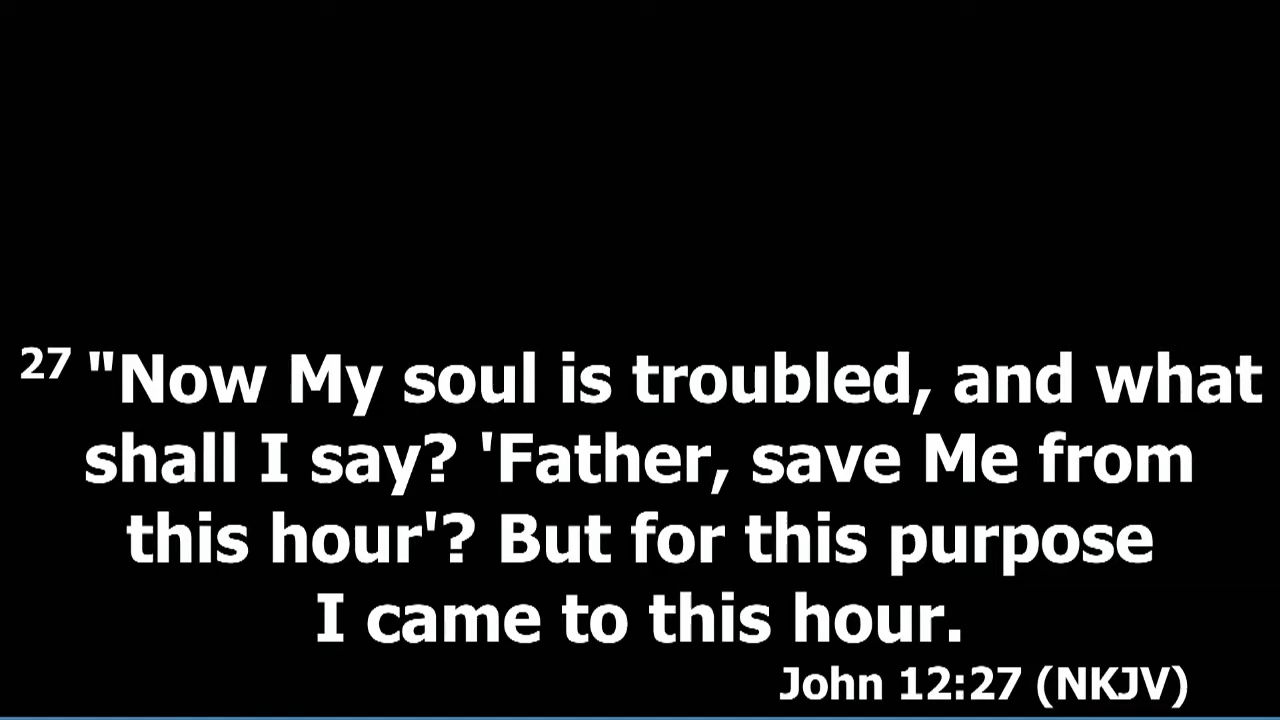 27 "Now My soul is troubled, and what
shall I say? 'Father, save Me from
this hour'? But for this purpose
I came to this hour.
John 12:27 (NKJV)